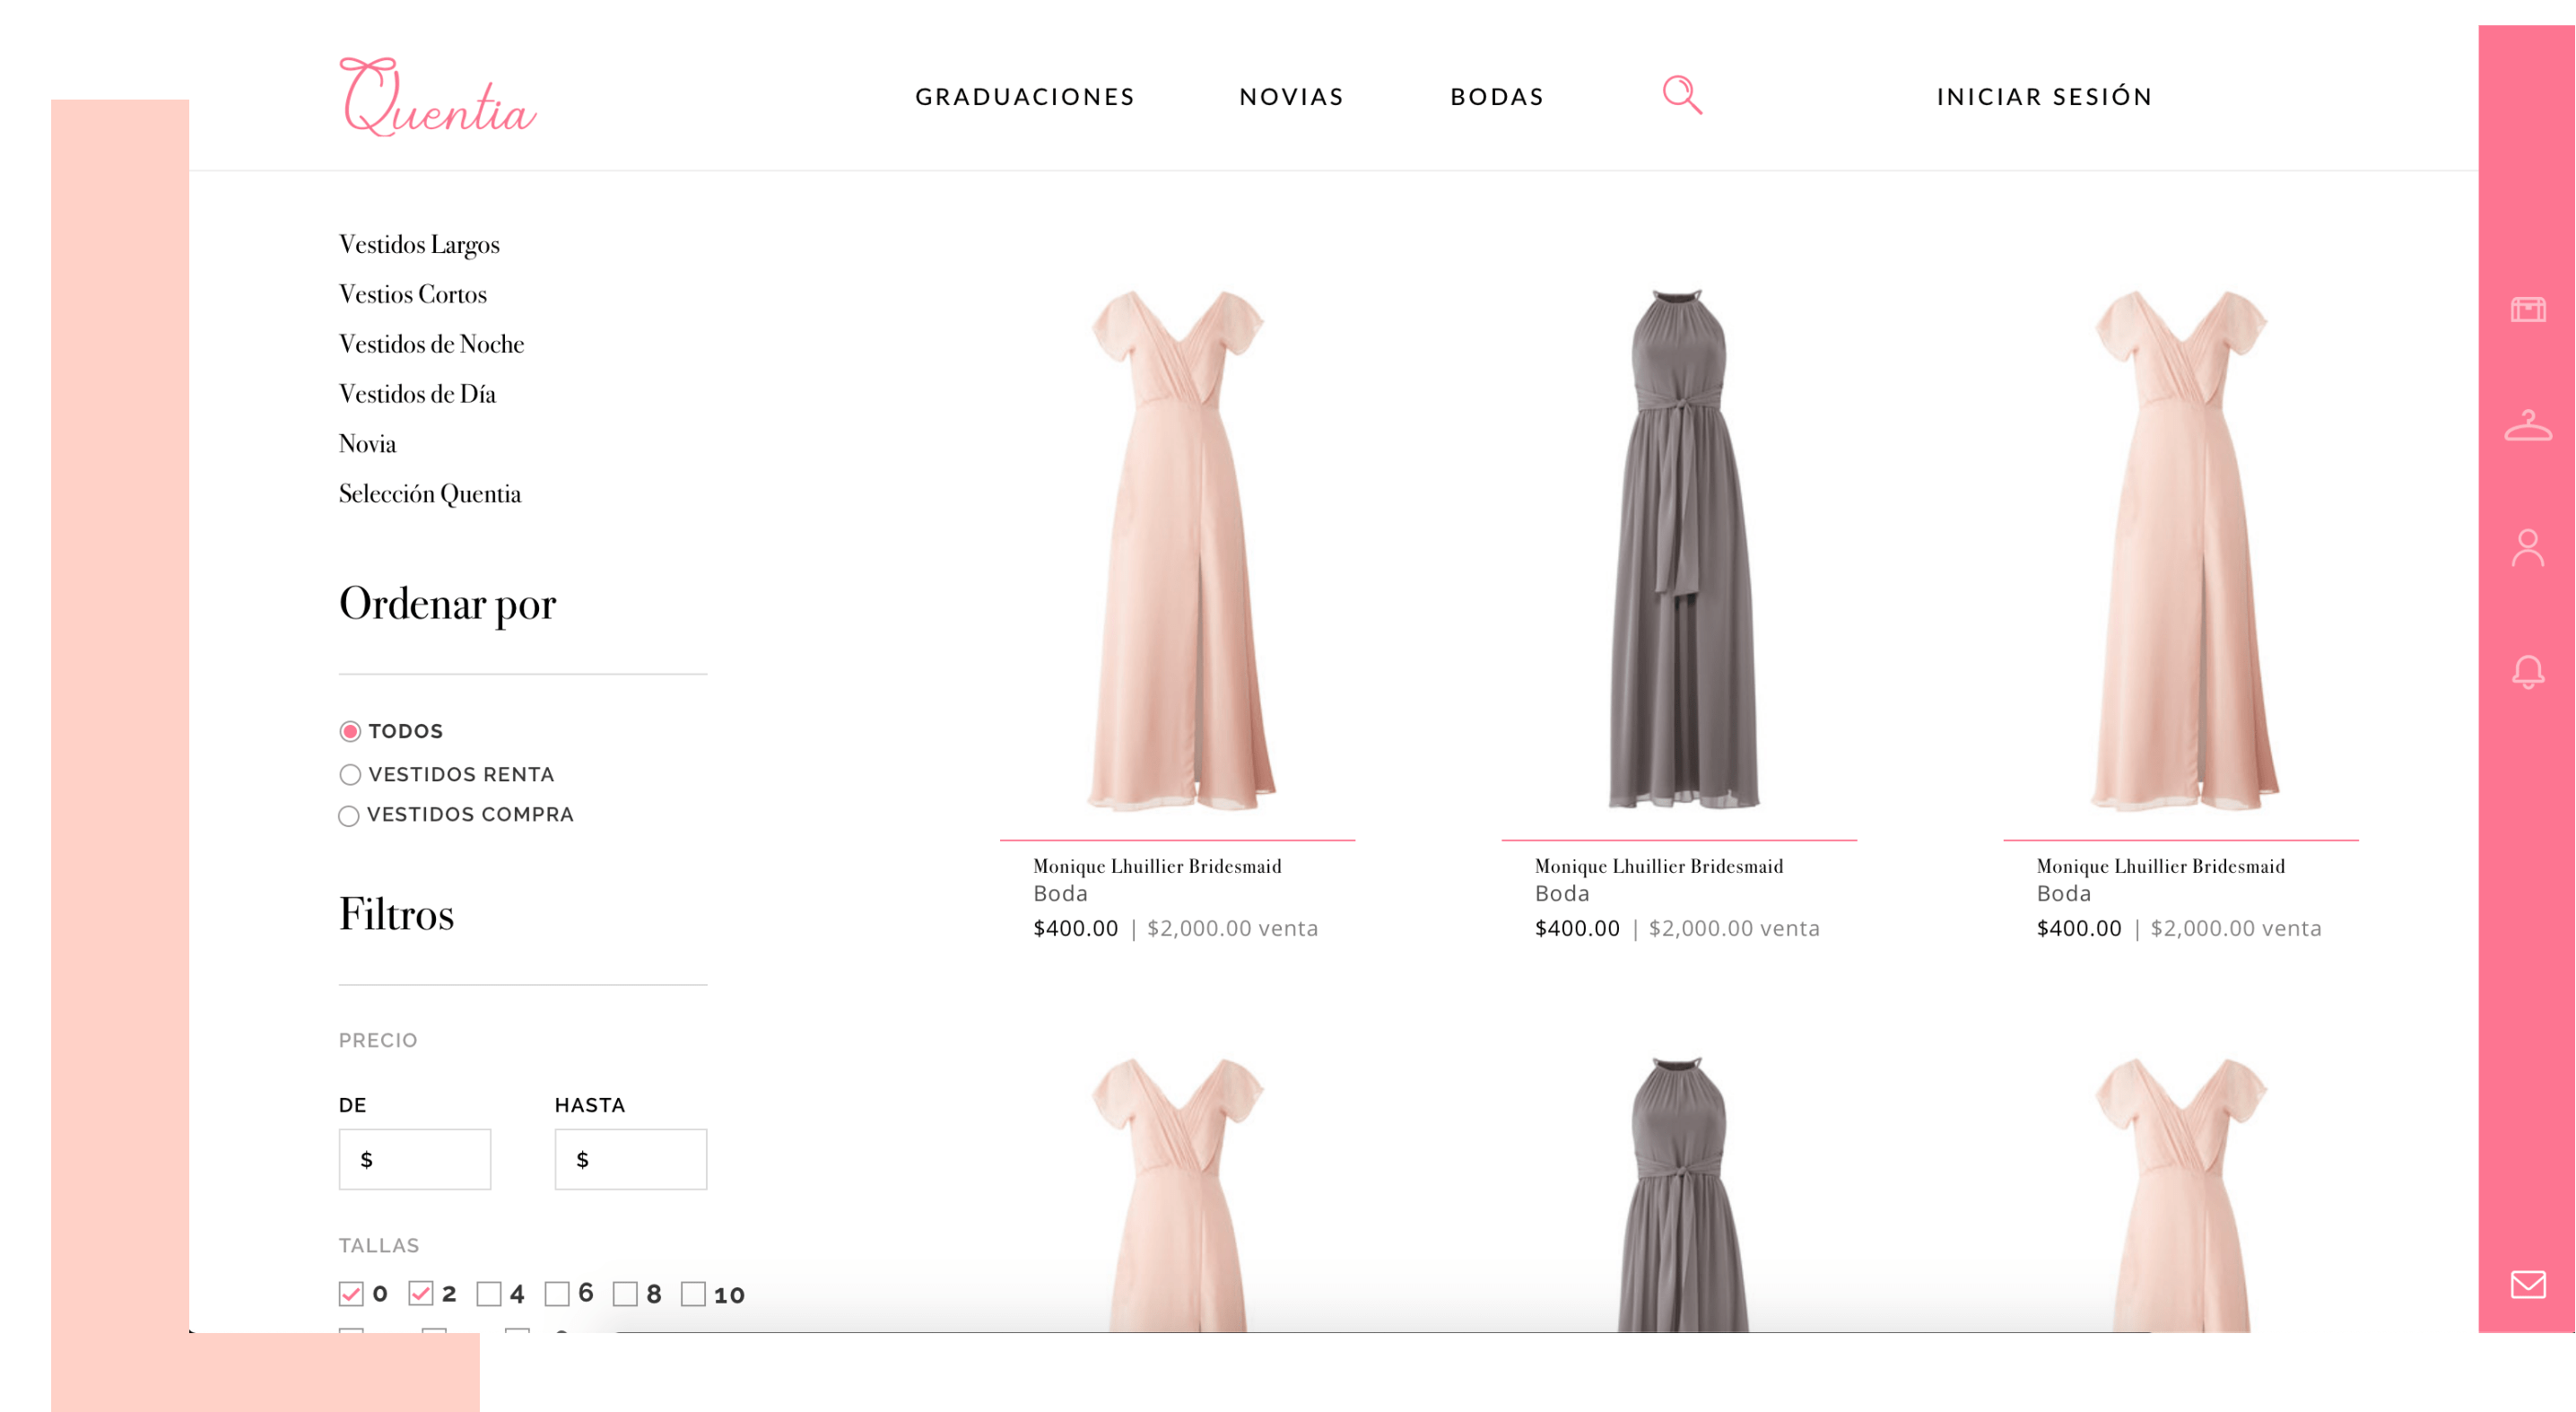 Quentia
GRADUACIONES NOVIAS BODAS INICIAR SESIÓN
Vestidos Largos
Vestios Cortos
Vestidos de Noche
Vestidos de Día
Novia
Selección Quentia
Ordenar por
TODOS
VESTIDOS RENTA
VESTIDOS COMPRA
Filtros
PRECIO
DE HASTA
$ $
TALLAS
0 2 4 6 8 10
Monique Lhuillier Bridesmaid
Boda
$400.00 | $2,000.00 venta
Monique Lhuillier Bridesmaid
Boda
$400.00 | $2,000.00 venta
Monique Lhuillier Bridesmaid
Boda
$400.00 | $2,000.00 venta